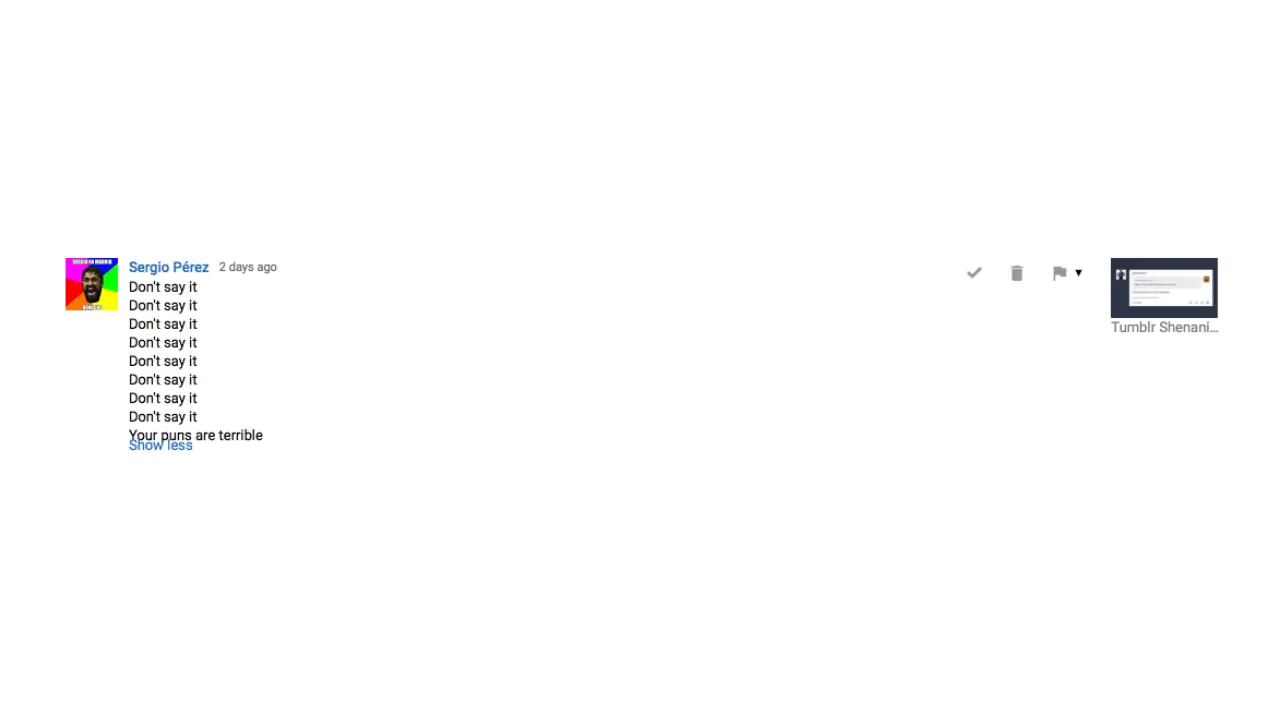 Sergio Pérez 2 days ago
Don't say it
Don't say it
Don't say it
Don't say it
Don't say it
Don't say it
Don't say it
Don't say it
Your puns are terrible
Show less
Tumblr Shenani...